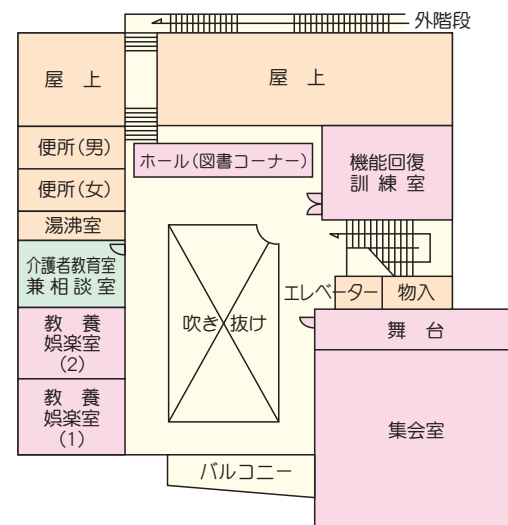 外階段
屋 上
屋 上
便所(男)
ホール(図書コーナー)
機能回復
訓 練 室
便所(女)
湯沸室
介護者教育室
兼 相 談 室
エレベーター
物入
教 養
娯楽室
(2)
吹き抜け
舞 台
教 養
娯楽室
(1)
集会室
バルコニー